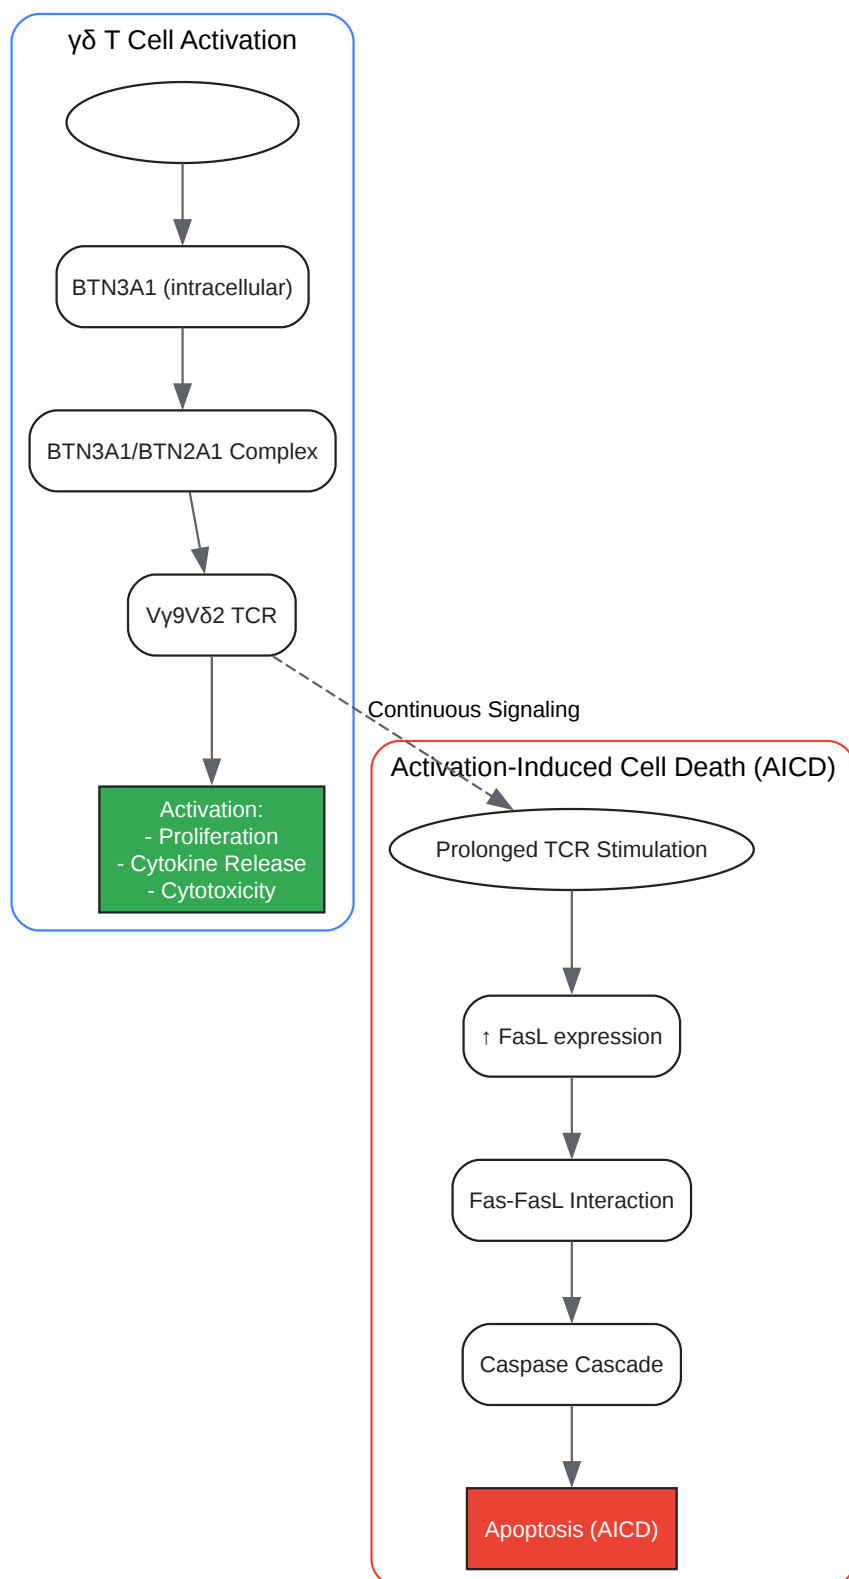 γδ T Cell Activation
BTN3A1 (intracellular)
BTN3A1/BTN2A1 Complex
Vγ9Vδ2 TCR
Continuous Signaling
Activation:
- Proliferation
- Cytokine Release
- Cytotoxicity
Activation-Induced Cell Death (AICD)
Prolonged TCR Stimulation
↑ FasL expression
Fas-FasL Interaction
Caspase Cascade
Apoptosis (AICD)